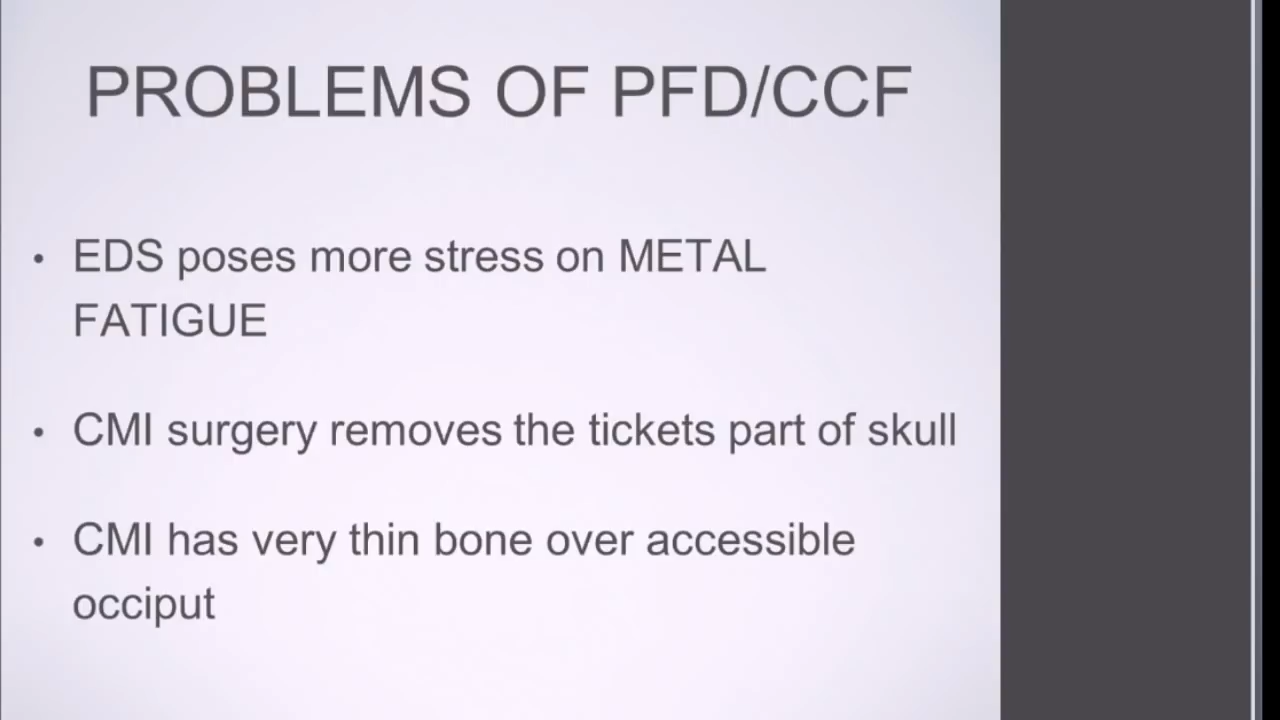 PROBLEMS OF PFD/CCF
• EDS poses more stress on METAL
FATIGUE
• CMI surgery removes the tickets part of skull
• CMI has very thin bone over accessible
occiput